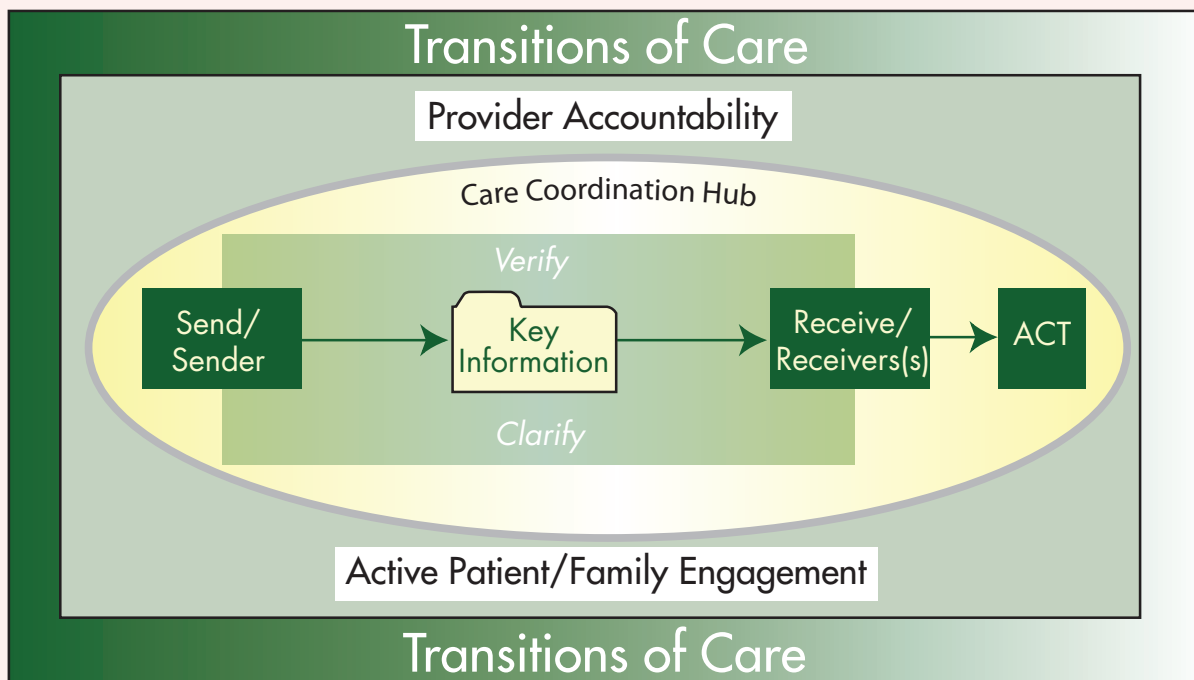 Transitions of Care
Provider Accountability
Care Coordination Hub
Verify
Send/
Sender
Key
Information
Receive/
Receivers(s)
ACT
Clarify
Active Patient/Family Engagement
Transitions of Care